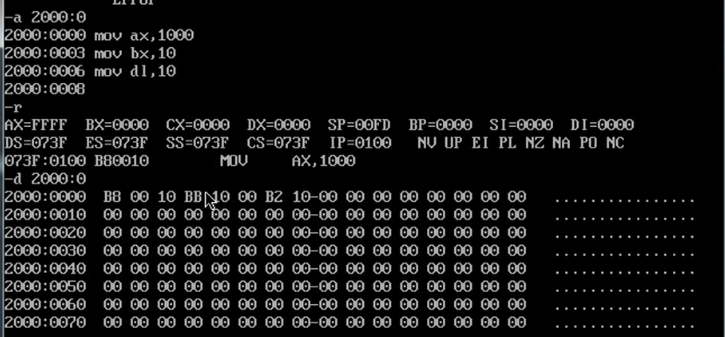 Error
-a 2000:0
2000:0000 mov ax,1000
2000:0003 mov bx,10
2000:0006 mov dl,10
2000:0008
-r
AX=FFFF  BX=0000  CX=0000  DX=0000  SP=00FD  BP=0000  SI=0000  DI=0000
DS=073F  ES=073F  SS=073F  CS=073F  IP=0100   NV UP EI PL NZ NA PO NC
073F:0100 B80010        MOV     AX,1000
-d 2000:0
2000:0000  B8 00 10 BB 10 00 B2 10-00 00 00 00 00 00 00 00   ................
2000:0010  00 00 00 00 00 00 00 00-00 00 00 00 00 00 00 00   ................
2000:0020  00 00 00 00 00 00 00 00-00 00 00 00 00 00 00 00   ................
2000:0030  00 00 00 00 00 00 00 00-00 00 00 00 00 00 00 00   ................
2000:0040  00 00 00 00 00 00 00 00-00 00 00 00 00 00 00 00   ................
2000:0050  00 00 00 00 00 00 00 00-00 00 00 00 00 00 00 00   ................
2000:0060  00 00 00 00 00 00 00 00-00 00 00 00 00 00 00 00   ................
2000:0070  00 00 00 00 00 00 00 00-00 00 00 00 00 00 00 00   ................